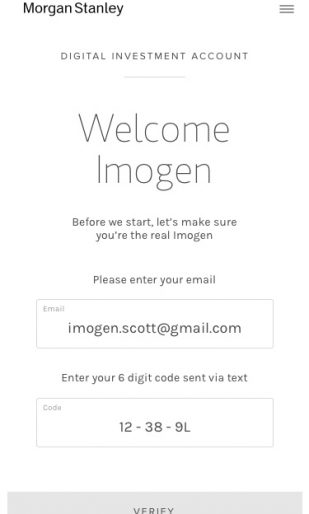 Morgan Stanley
DIGITAL INVESTMENT ACCOUNT
Welcome
Imogen
Before we start, let's make sure
you're the real Imogen
Please enter your email
Email
imogen.scott@gmail.com
Enter your 6 digit code sent via text
Code
12 - 38 - 9L
VERIFY